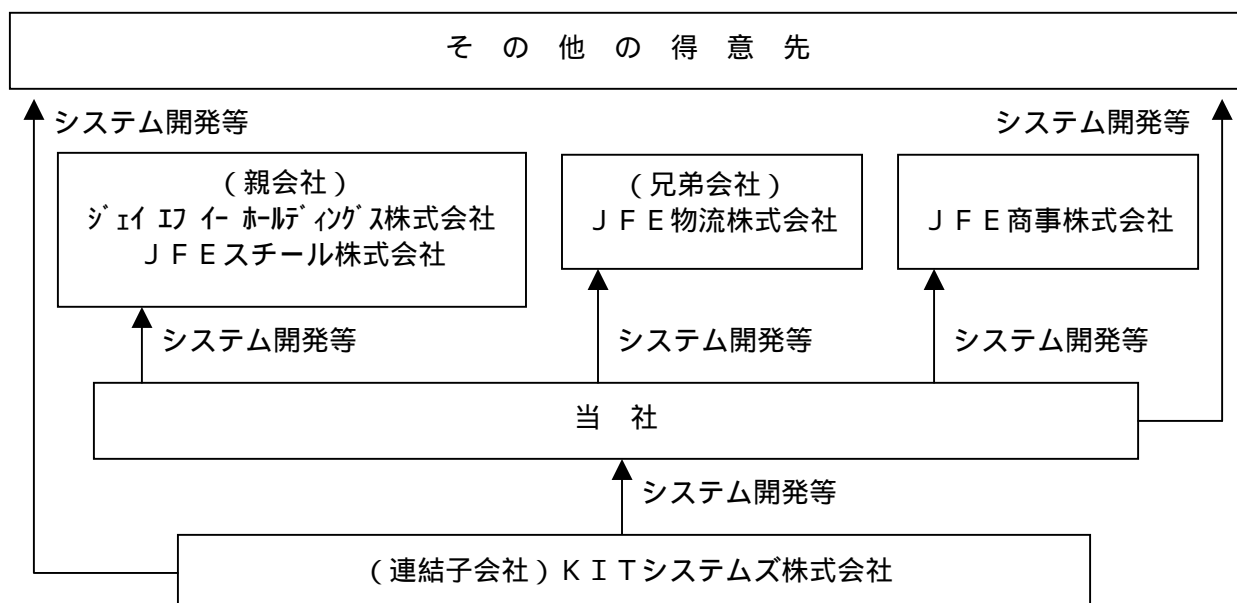 そ の 他 の 得 意 先
システム開発等
システム開発等
(親会社)
ｼﾞｪｲ ｴﾌ ｲｰ ﾎｰﾙﾃﾞｨﾝｸﾞｽ株式会社
ＪＦＥスチール株式会社
(兄弟会社)
ＪＦＥ物流株式会社
ＪＦＥ商事株式会社
システム開発等
システム開発等
システム開発等
当 社
システム開発等
(連結子会社)ＫＩＴシステムズ株式会社